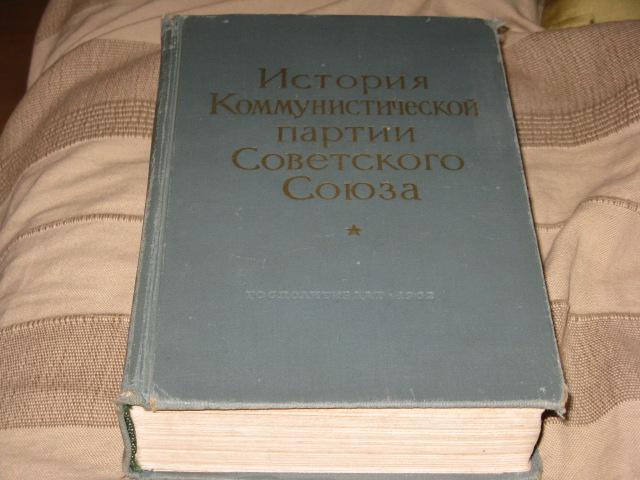 История
Коммунистической
партии
Советского
Союза
ГОСПОЛИТИЗДАТ · 1962